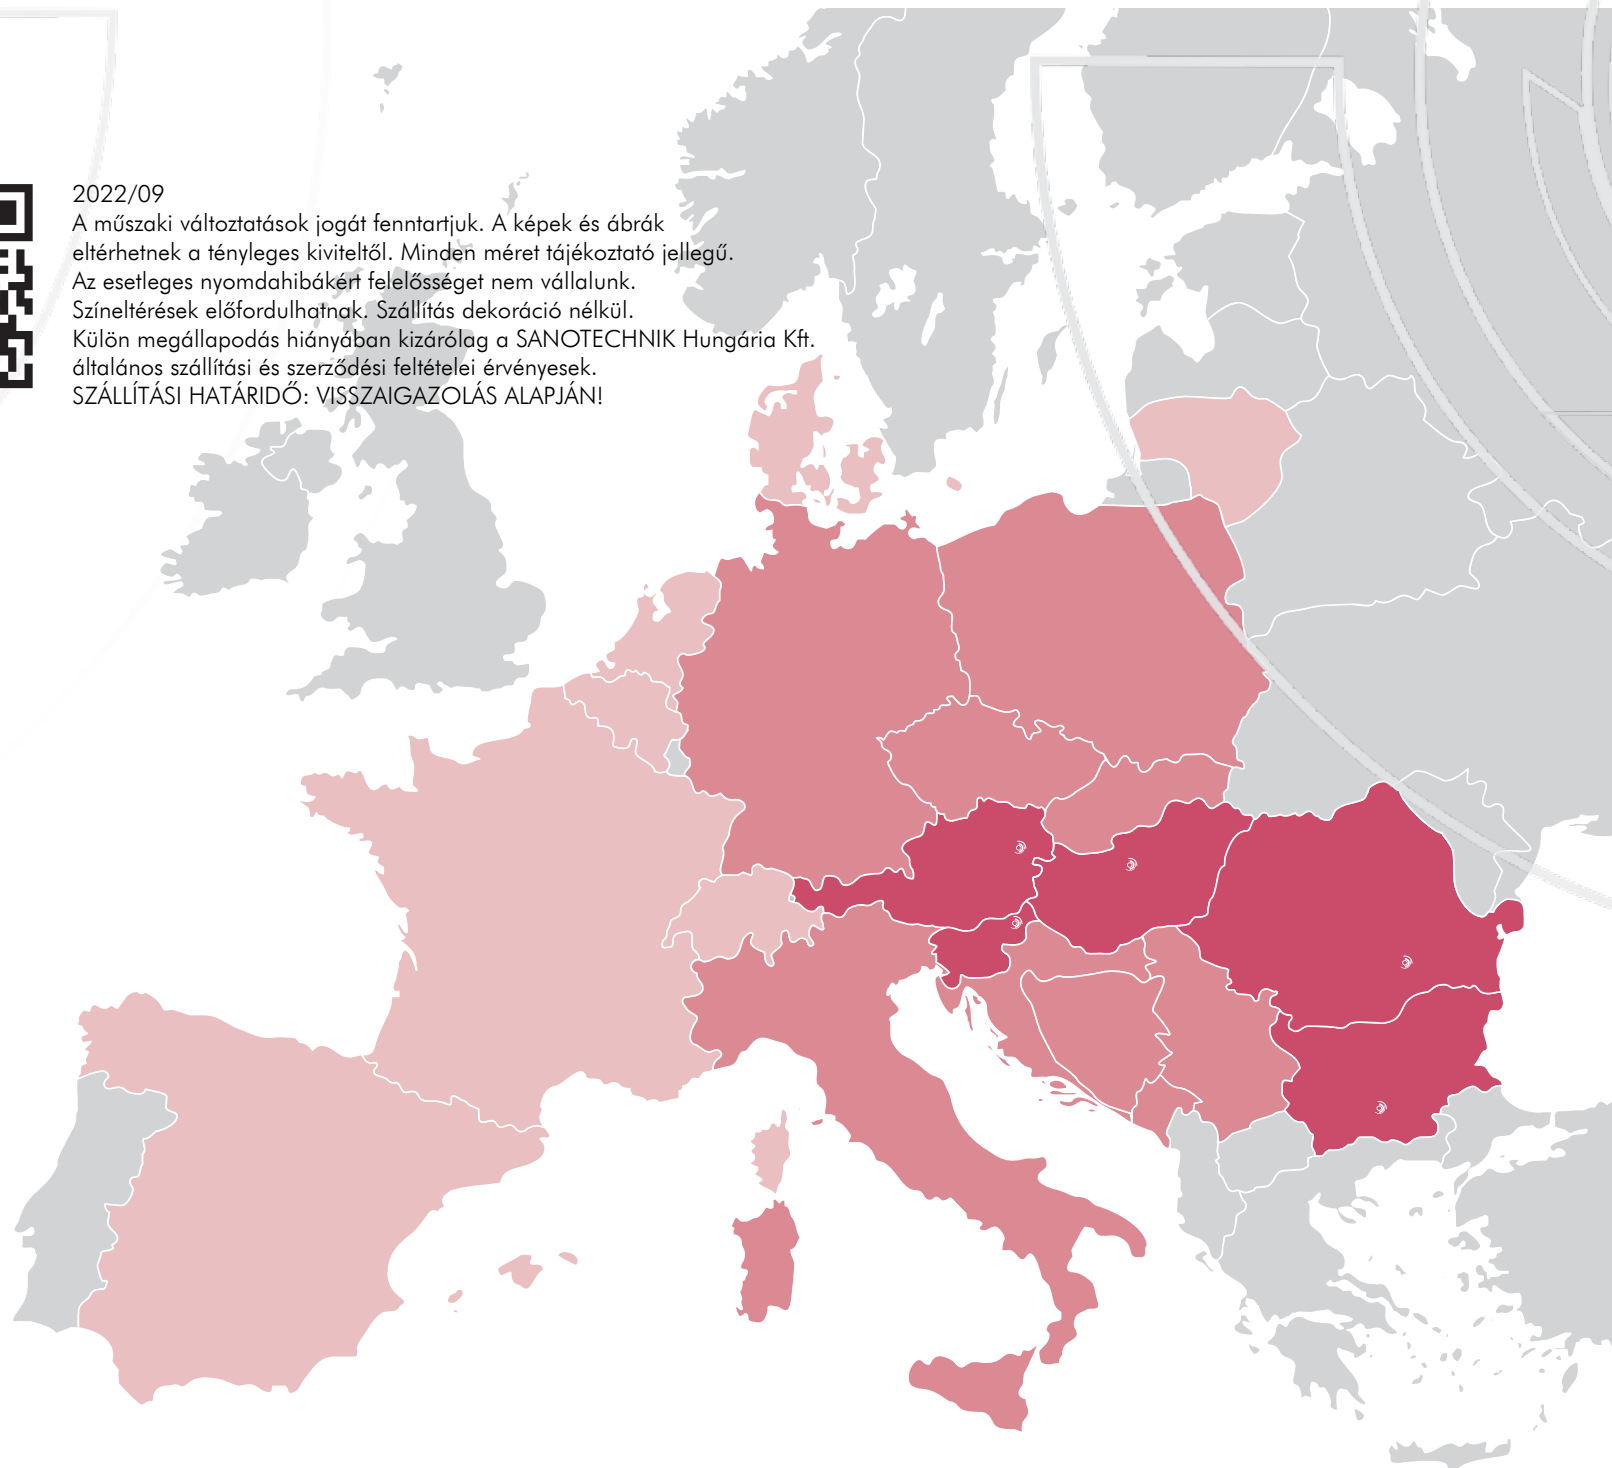 2022/09
A műszaki változtatások jogát fenntartjuk. A képek és ábrák
eltérhetnek a tényleges kiviteltől. Minden méret tájékoztató jellegű.
Az esetleges nyomdahibákért felelősséget nem vállalunk.
Színeltérések előfordulhatnak. Szállítás dekoráció nélkül.
Külön megállapodás hiányában kizárólag a SANOTECHNIK Hungária Kft.
általános szállítási és szerződési feltételei érvényesek.
SZÁLLÍTÁSI HATÁRIDŐ: VISSZAIGAZOLÁS ALAPJÁN!